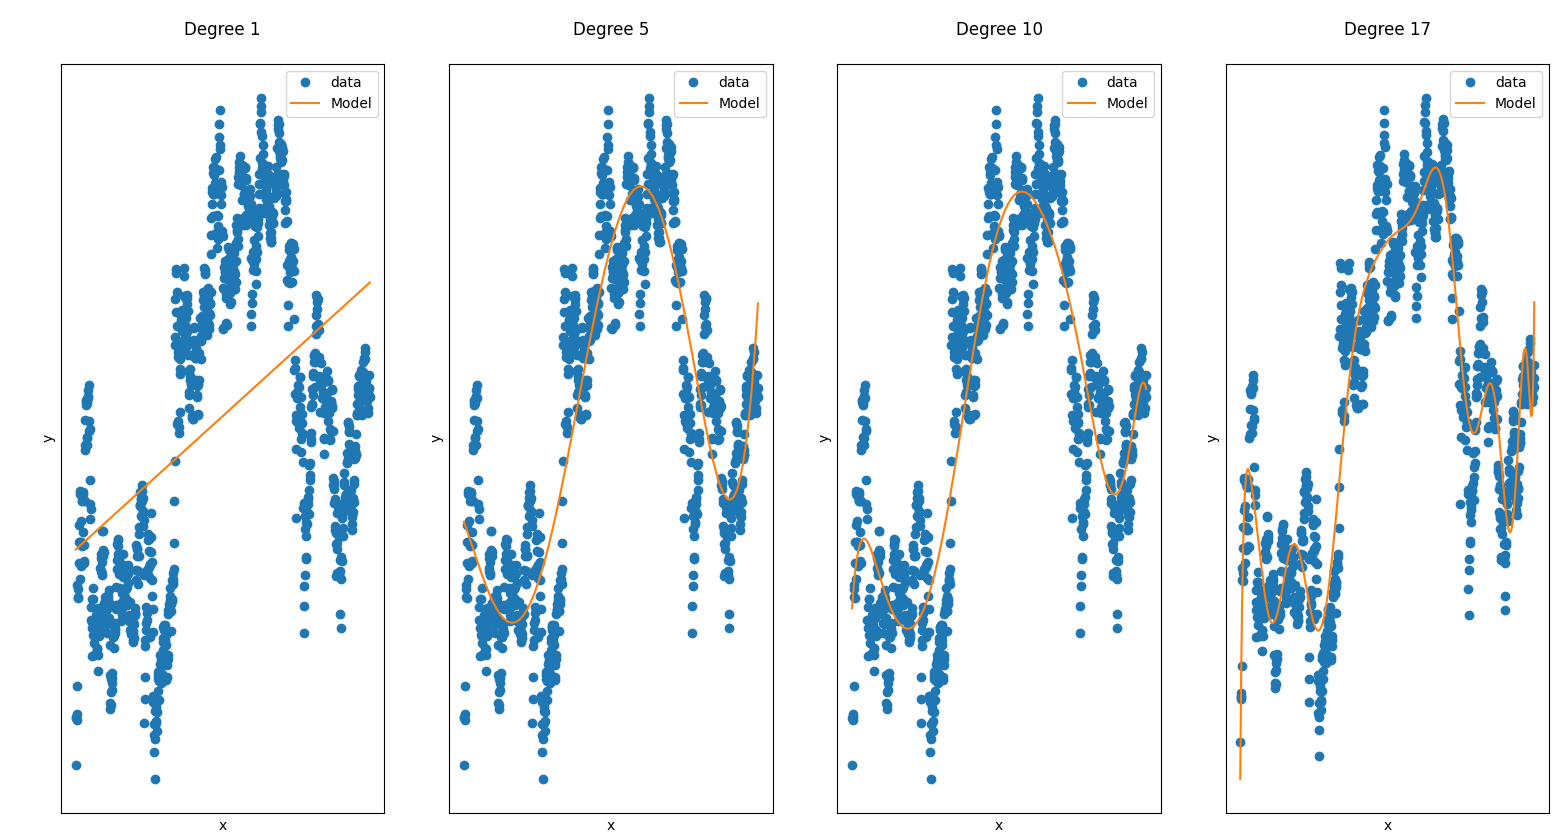 Degree 1
Degree 5
Degree 10
Degree 17
data
Model
data
Model
data
Model
data
Model
y
y
y
y
x
x
x
x